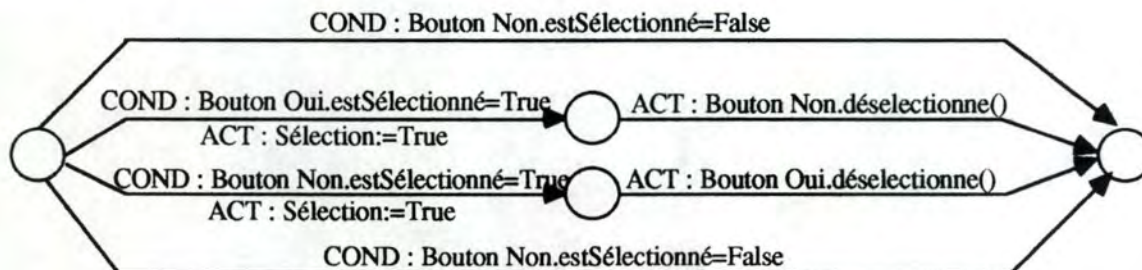 COND : Bouton Non.estSélectionné=False
COND : Bouton Oui.estSélectionné=True
ACT : Bouton Non.déselectionne()
ACT : Sélection:=True
COND : Bouton Non.estSélectionné=True
ACT : Bouton Oui.déselectionne()
ACT : Sélection:=True
COND : Bouton Non.estSélectionné=False